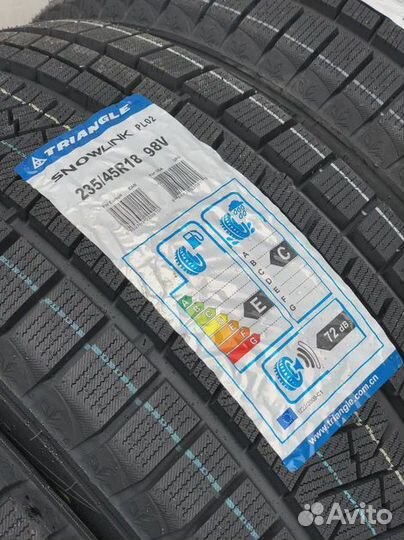 TRIANGLE
SNOWLINK PL02
235/45R18 98V
A
B
C
D
E
F
G
C
A
B
C
E
F
G
E
72 dB
www.triangle.com.cn
Avito